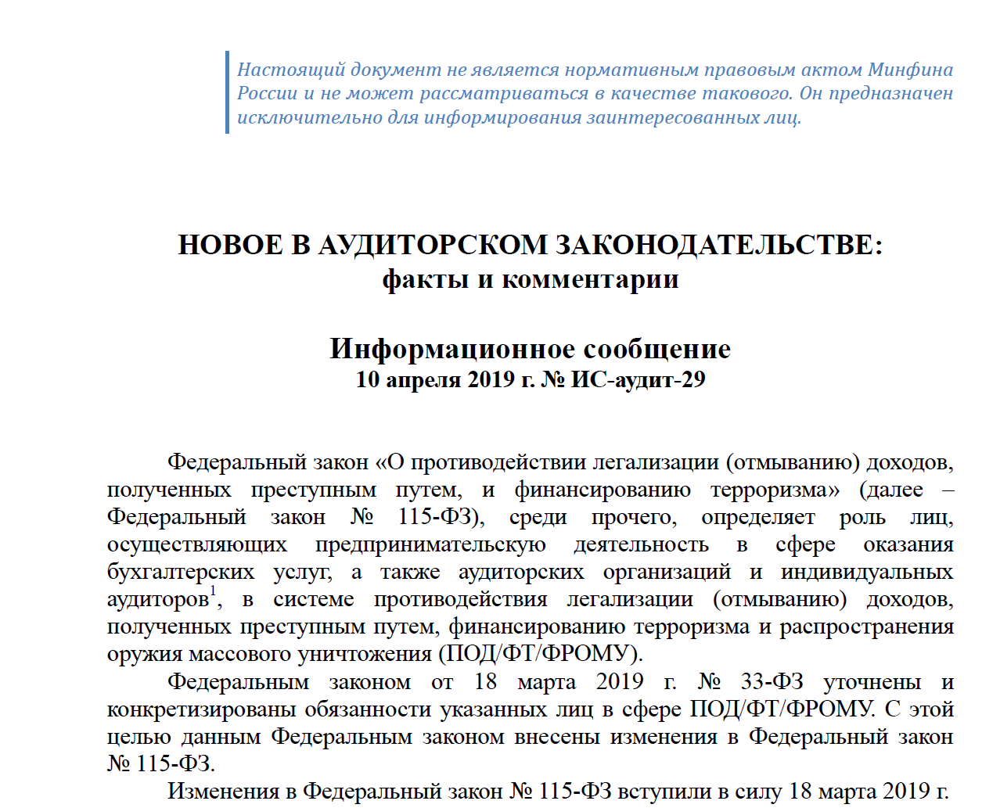 Настоящий документ не является нормативным правовым актом Минфина
России и не может рассматриваться в качестве такового. Он предназначен
исключительно для информирования заинтересованных лиц.
НОВОЕ В АУДИТОРСКОМ ЗАКОНОДАТЕЛЬСТВЕ:
факты и комментарии
Информационное сообщение
10 апреля 2019 г. № ИС-аудит-29
Федеральный закон «О противодействии легализации (отмыванию) доходов,
полученных преступным путем, и финансированию терроризма» (далее –
Федеральный закон № 115-ФЗ), среди прочего, определяет роль лиц,
осуществляющих предпринимательскую деятельность в сфере оказания
бухгалтерских услуг, а также аудиторских организаций и индивидуальных
аудиторов¹, в системе противодействия легализации (отмыванию) доходов,
полученных преступным путем, финансированию терроризма и распространения
оружия массового уничтожения (ПОД/ФТ/ФРОМУ).
Федеральным законом от 18 марта 2019 г. № 33-ФЗ уточнены и
конкретизированы обязанности указанных лиц в сфере ПОД/ФТ/ФРОМУ. С этой
целью данным Федеральным законом внесены изменения в Федеральный закон
№ 115-ФЗ.
Изменения в Федеральный закон № 115-ФЗ вступили в силу 18 марта 2019 г.